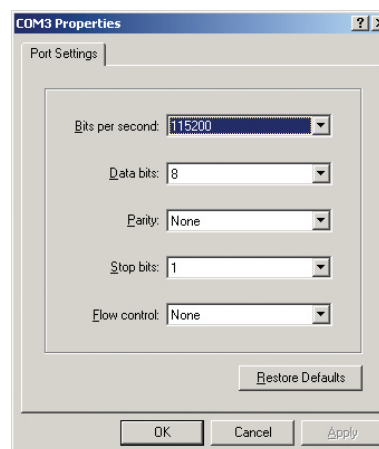 COM3 Properties
Port Settings
Bits per second: 115200
Data bits: 8
Parity: None
Stop bits: 1
Flow control: None
Restore Defaults
OK Cancel Apply